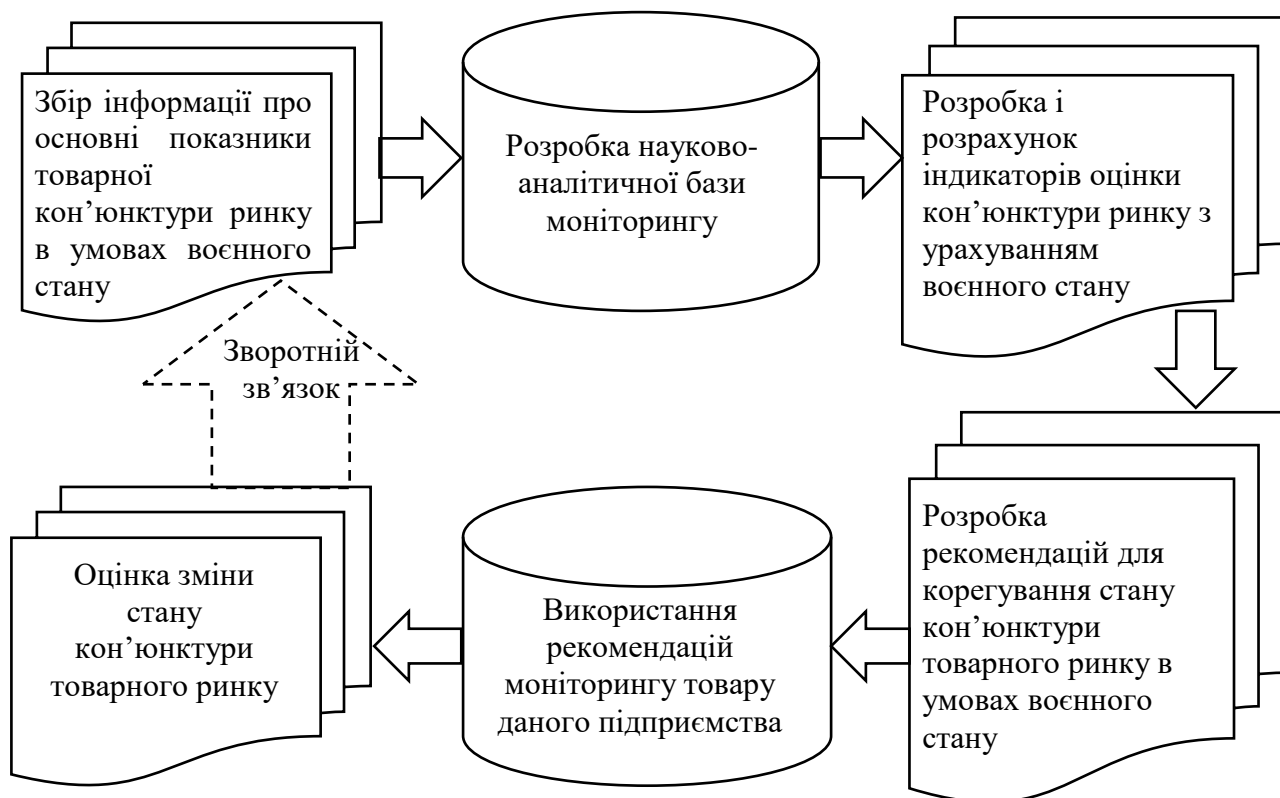 Збір інформації про
основні показники
товарної
кон’юнктури ринку
в умовах воєнного
стану
Розробка науково-
аналітичної бази
моніторингу
Розробка і
розрахунок
індикаторів оцінки
кон’юнктури ринку з
урахуванням
воєнного стану
Розробка
рекомендацій для
корегування стану
кон’юнктури
товарного ринку в
умовах воєнного
стану
Використання
рекомендацій
моніторингу товару
даного підприємства
Оцінка зміни
стану
кон’юнктури
товарного ринку
Зворотній
зв’язок